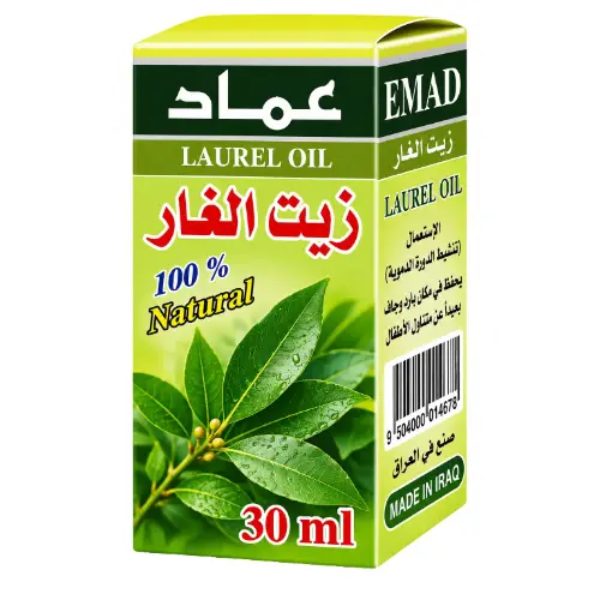 عماد
LAUREL OIL
زيت الغار
100 %
Natural
30 ml
EMAD
زيت الغار
LAUREL OIL
الإستعمال
(تنشيط الدورة الدموية)
يحفظ في مكان بارد وجاف
بعيداً عن متناول الأطفال
9 504000 014678
صنع في العراق
MADE IN IRAQ